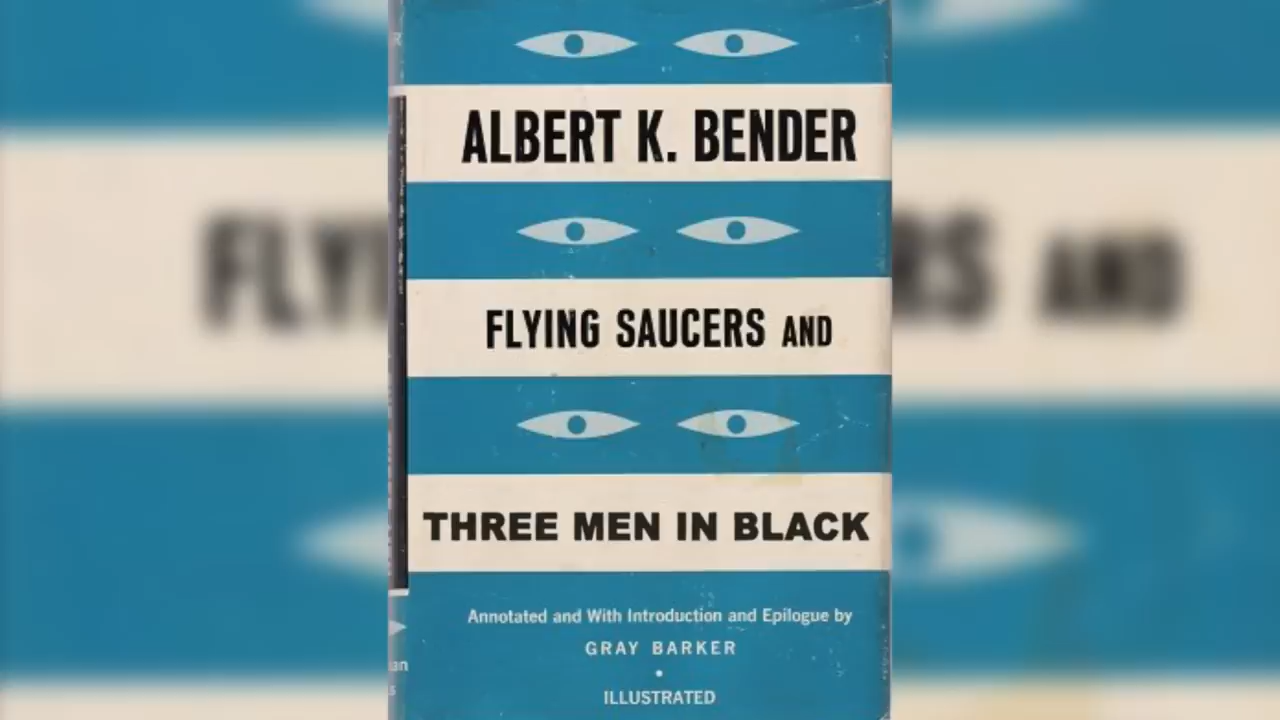 ALBERT K. BENDER
FLYING SAUCERS AND
THREE MEN IN BLACK
Annotated and With Introduction and Epilogue by
GRAY BARKER
ILLUSTRATED